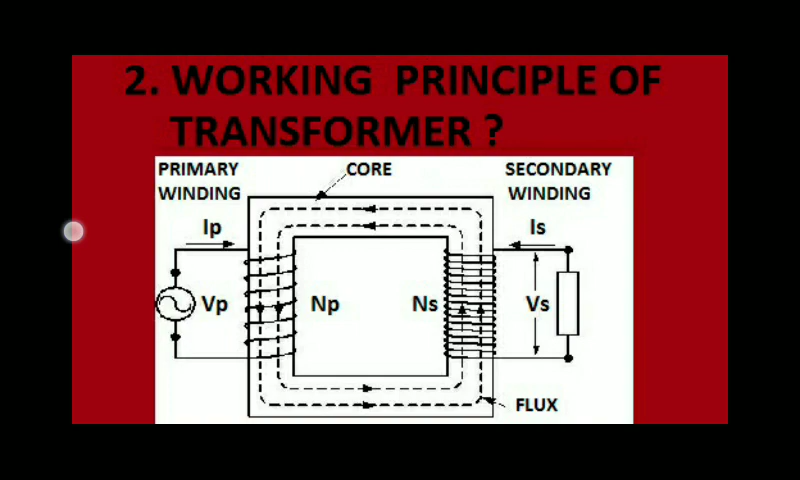 2. WORKING PRINCIPLE OF
TRANSFORMER ?
PRIMARY
WINDING
CORE
SECONDARY
WINDING
Ip
Is
Vp
Np
Ns
Vs
FLUX